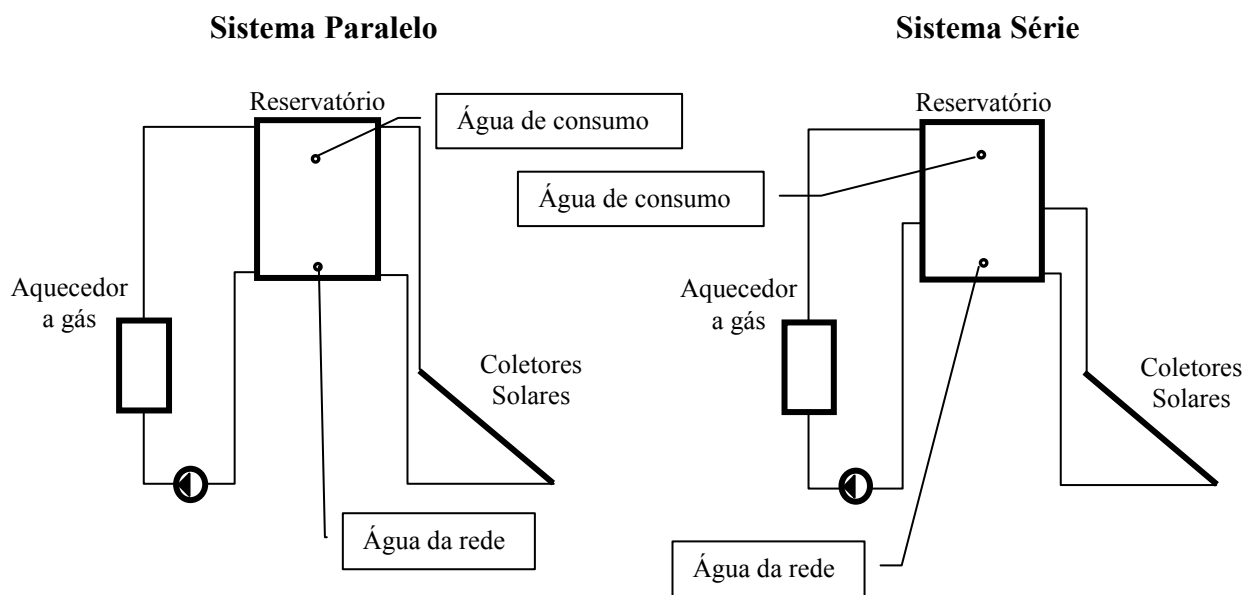 Sistema Paralelo
Reservatório
Água de consumo
Aquecedor
a gás
Coletores
Solares
Água da rede
Sistema Série
Reservatório
Água de consumo
Aquecedor
a gás
Coletores
Solares
Água da rede